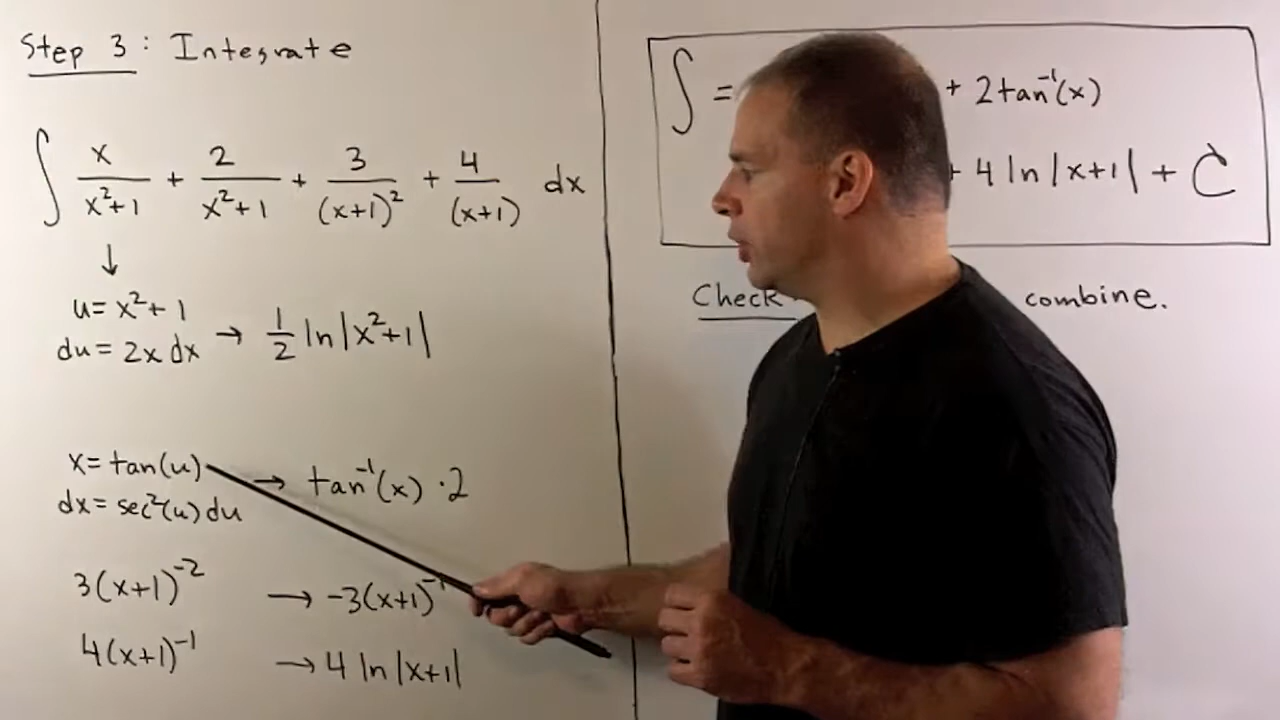 Step 3: Integrate
∫ x/(x²+1) + 2/(x²+1) + 3/(x+1)² + 4/(x+1) dx
↓
u = x²+1
du = 2x dx → 1/2 ln|x²+1|
x = tan(u)
dx = sec²(u) du → tan⁻¹(x) · 2
3(x+1)⁻² → -3(x+1)⁻¹
4(x+1)⁻¹ → 4 ln|x+1|
∫ = + 2tan⁻¹(x)
+ 4 ln|x+1| + C
Check combine.